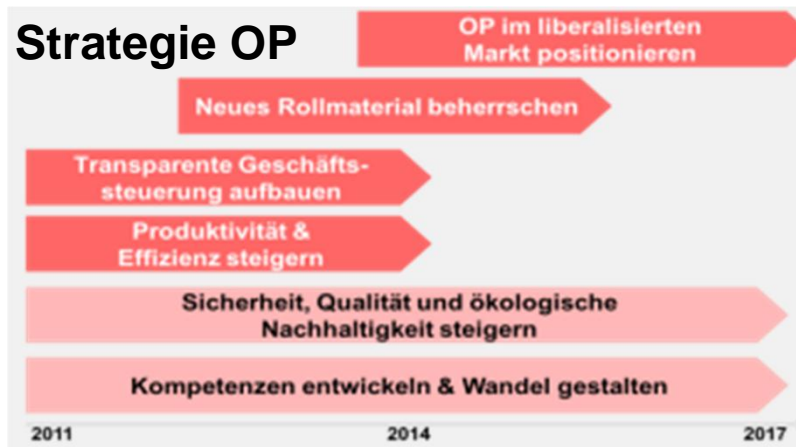 Strategie OP
OP im liberalisierten
Markt positionieren
Neues Rollmaterial beherrschen
Transparente Geschäfts-
steuerung aufbauen
Produktivität &
Effizienz steigern
Sicherheit, Qualität und ökologische
Nachhaltigkeit steigern
Kompetenzen entwickeln & Wandel gestalten
2011 2014 2017